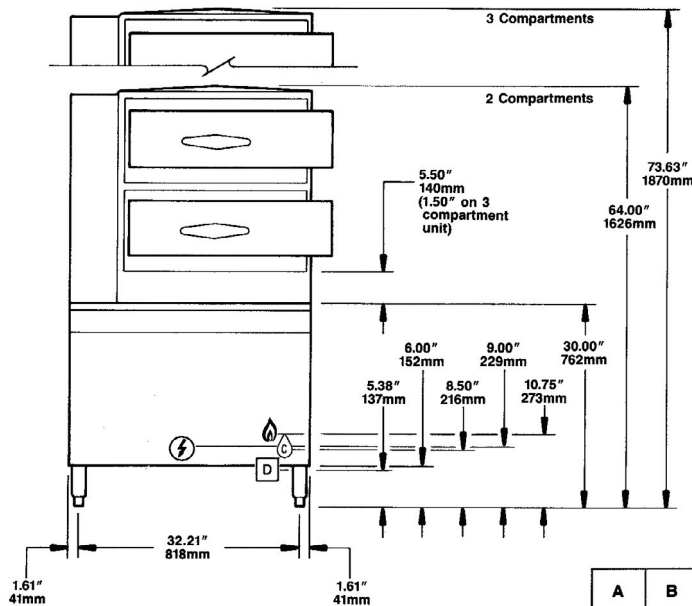 3 Compartments
2 Compartments
73.63"
1870mm
5.50"
140mm
(1.50" on 3
compartment
unit)
64.00"
1626mm
6.00"
152mm
9.00"
229mm
30.00"
762mm
5.38"
137mm
8.50"
216mm
10.75"
273mm
C
D
32.21"
818mm
1.61"
41mm
1.61"
41mm
A B